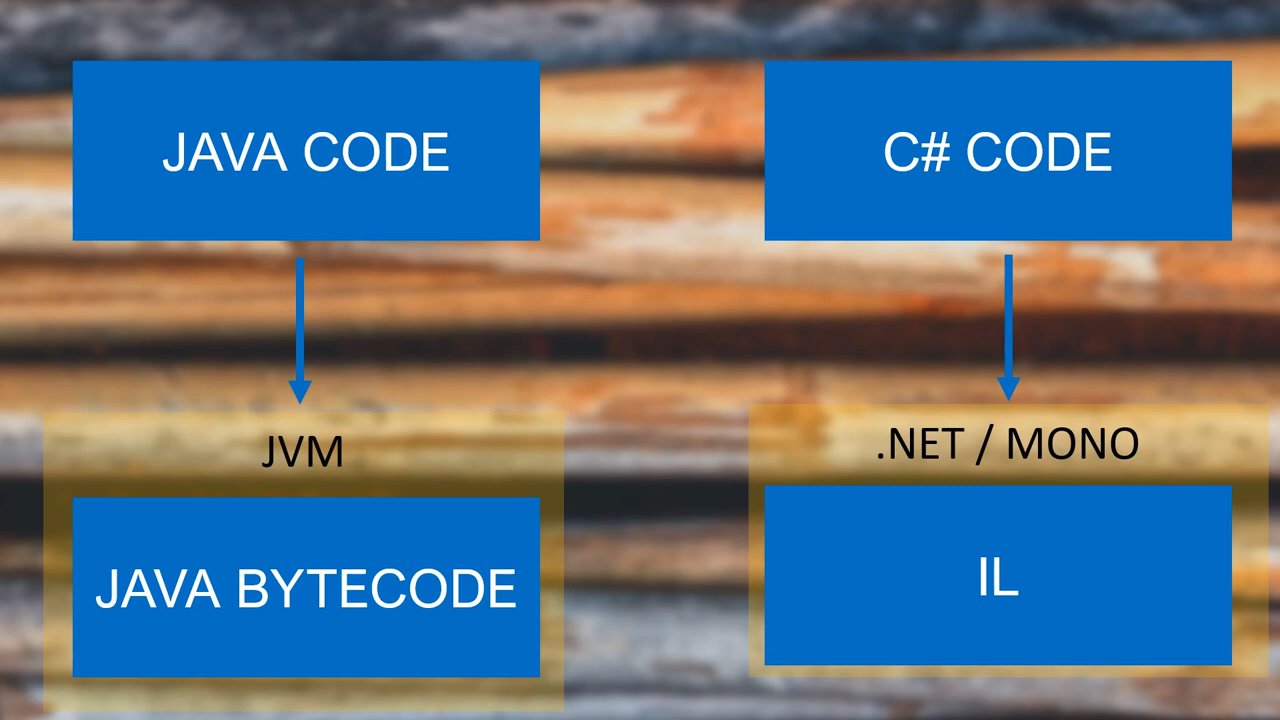 JAVA CODE
C# CODE
JVM
.NET / MONO
JAVA BYTECODE
IL